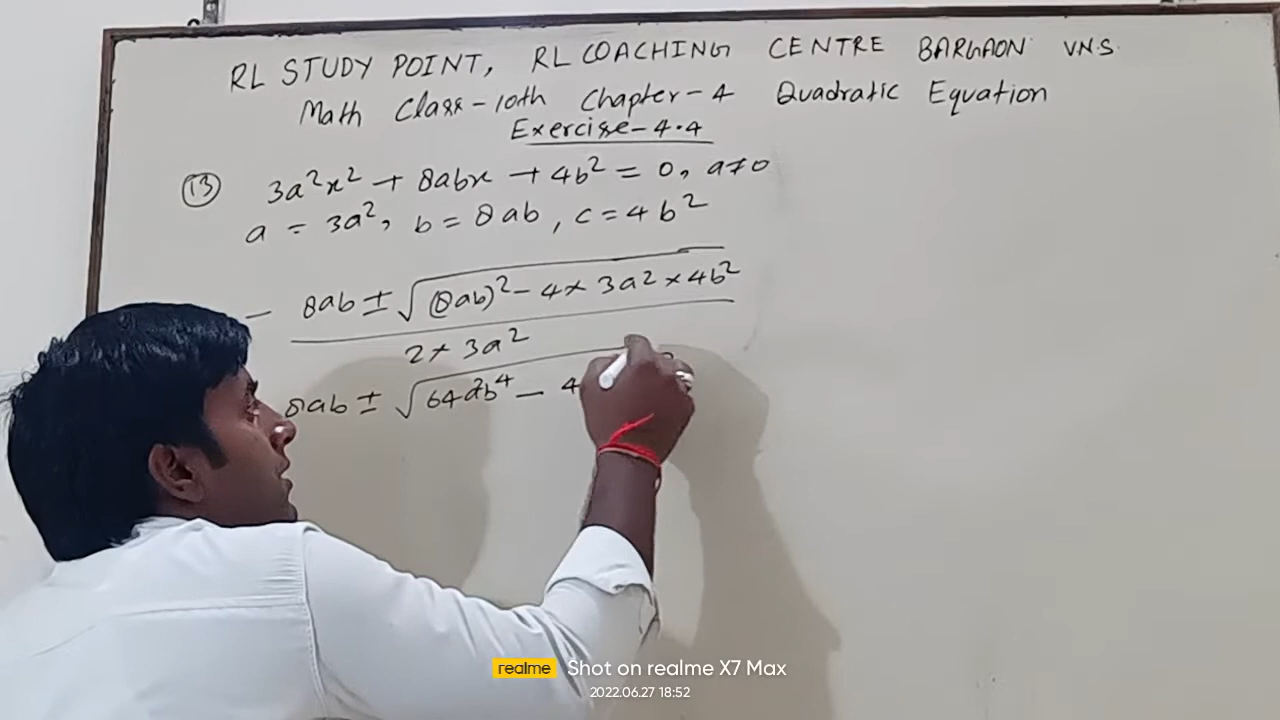 RL STUDY POINT, RL COACHING CENTRE BARGAON VNS.
Math Class-10th Chapter-4 Quadratic Equation
Exercise-4.4
(13) 3a²x² + 8abx + 4b² = 0, a≠0
a = 3a², b = 8ab, c = 4b²
- 8ab ± √(8ab)² - 4 × 3a² × 4b²
2 × 3a²
8ab ± √64a²b⁴ - 4
realme Shot on realme X7 Max
2022.06.27 18:52